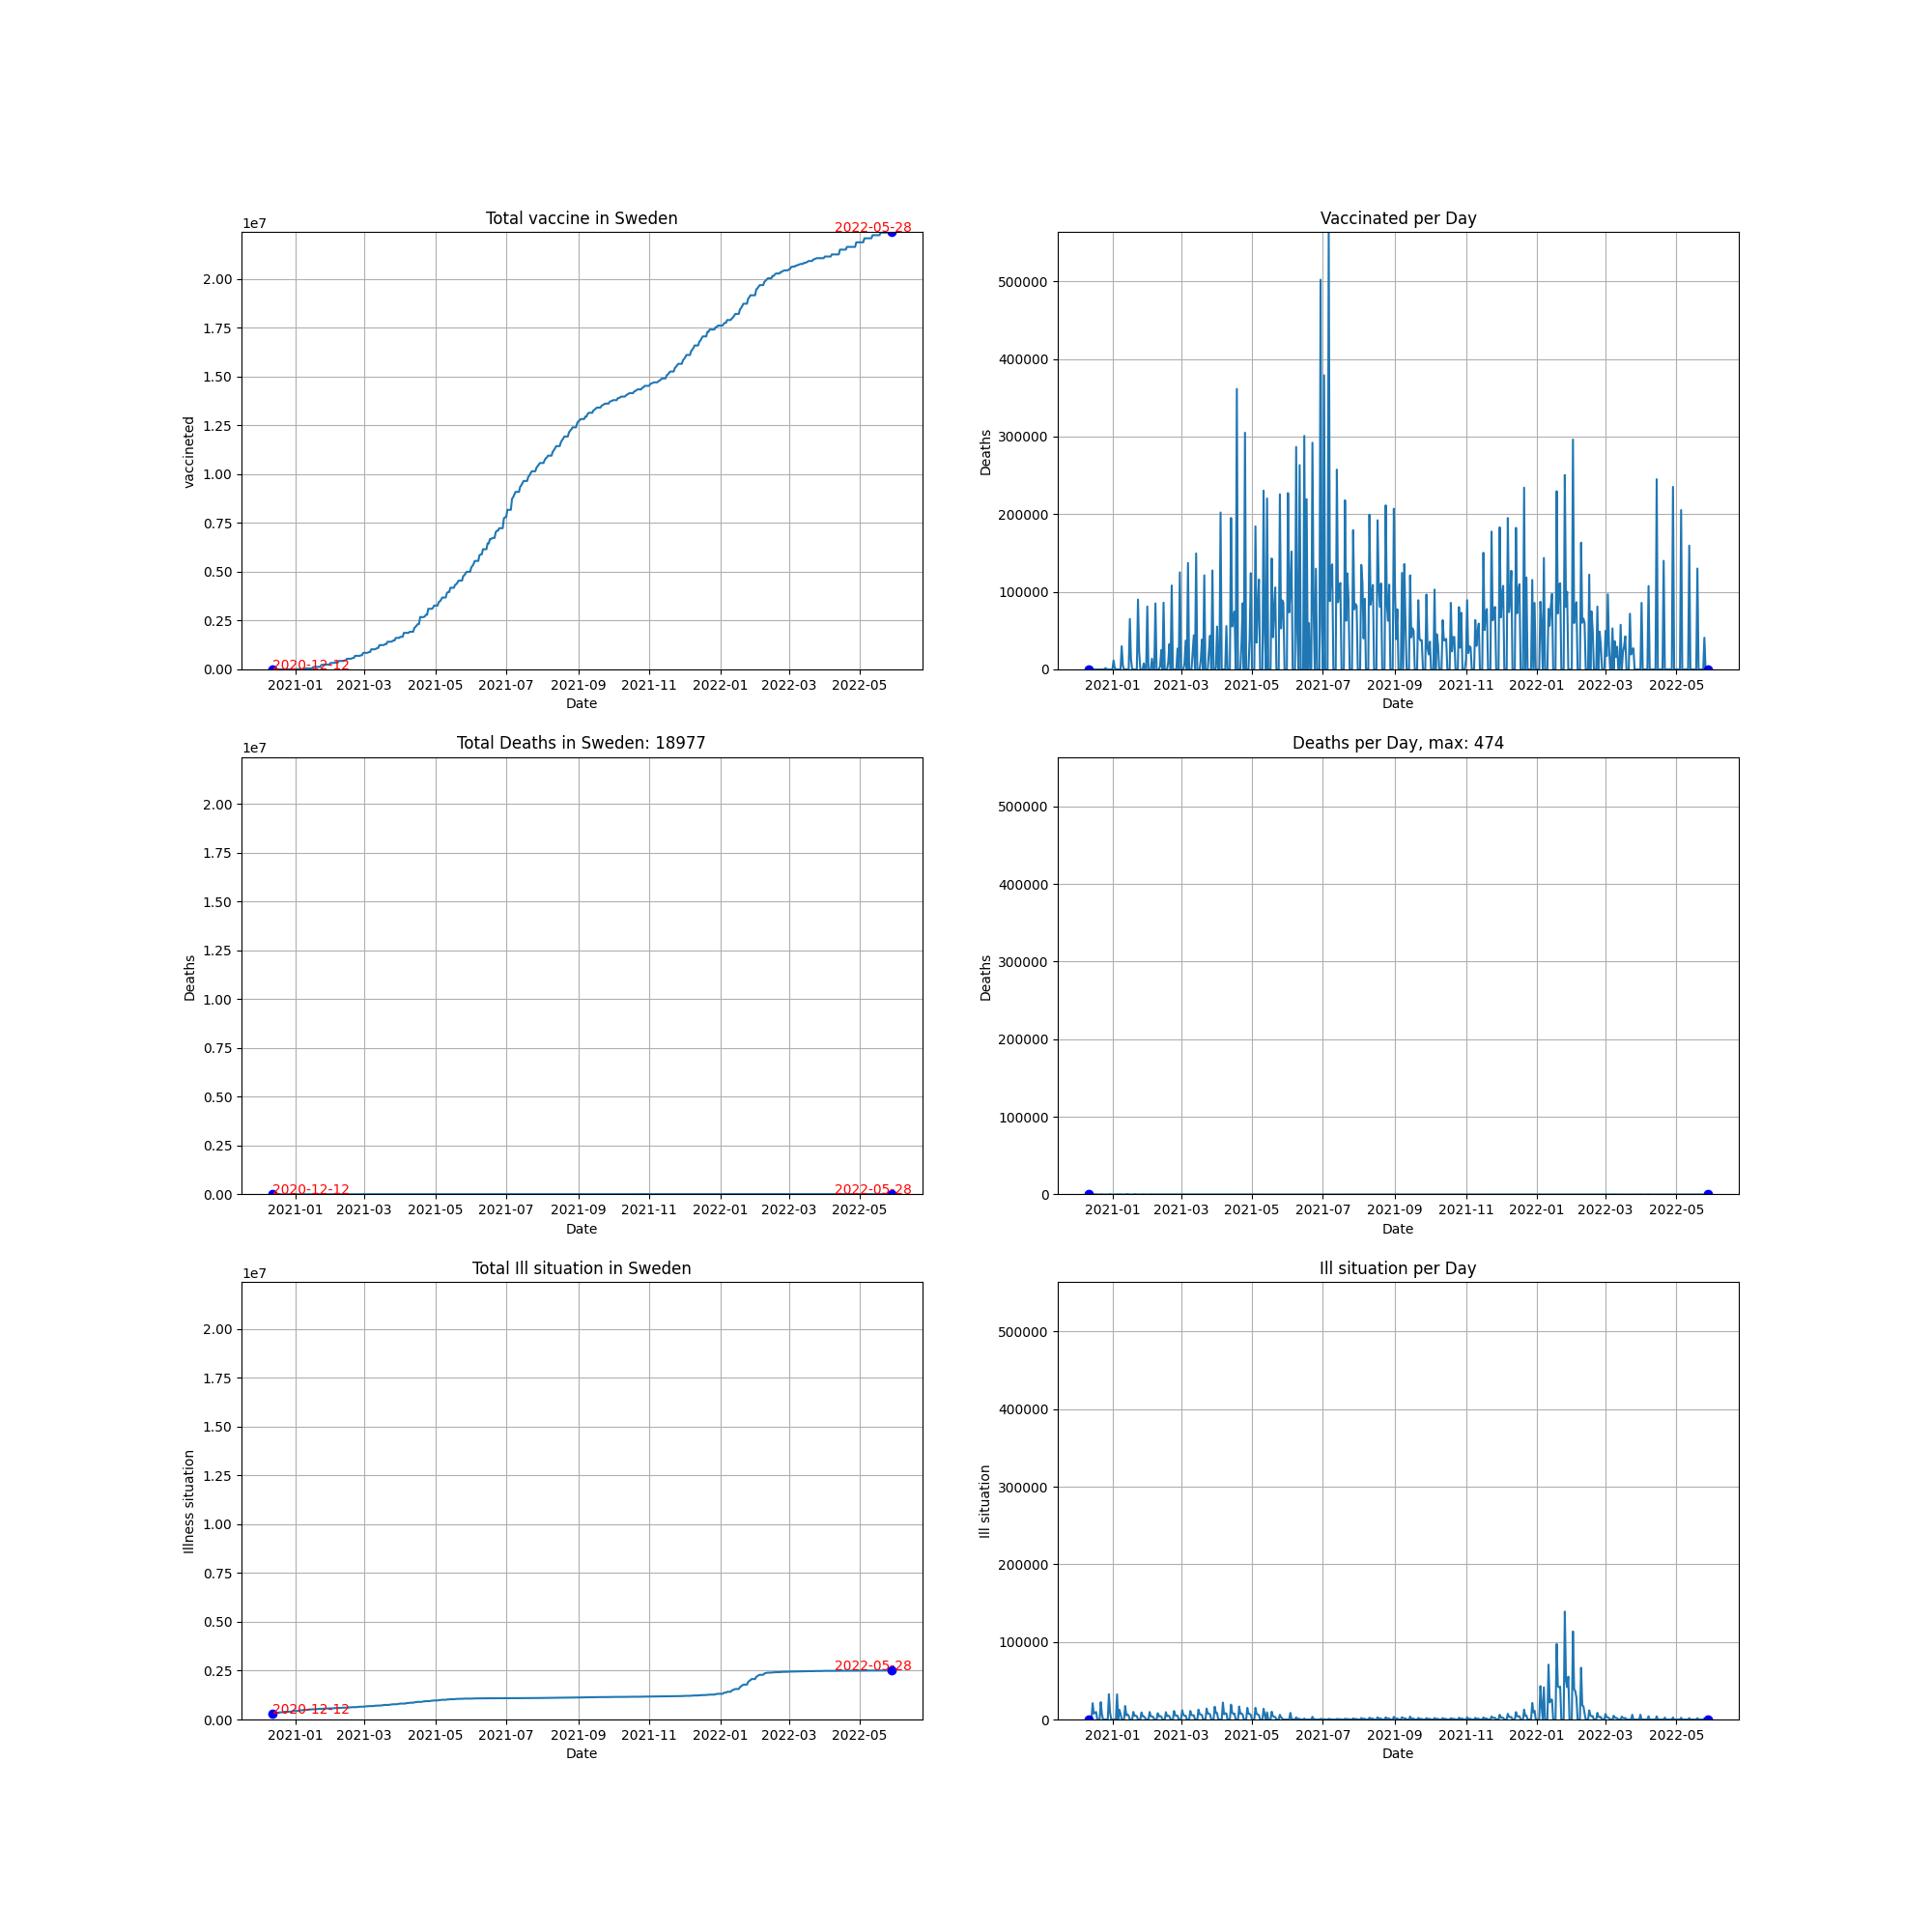 Total vaccine in Sweden
1e7
2022-05-28
2.00
1.75
1.50
1.25
1.00
0.75
0.50
0.25
0.00
vaccineted
2020-12-12
2021-01 2021-03 2021-05 2021-07 2021-09 2021-11 2022-01 2022-03 2022-05
Date
Vaccinated per Day
500000
400000
300000
200000
100000
0
Deaths
2021-01 2021-03 2021-05 2021-07 2021-09 2021-11 2022-01 2022-03 2022-05
Date
Total Deaths in Sweden: 18977
1e7
2.00
1.75
1.50
1.25
1.00
0.75
0.50
0.25
0.00
Deaths
2020-12-12 2022-05-28
2021-01 2021-03 2021-05 2021-07 2021-09 2021-11 2022-01 2022-03 2022-05
Date
Deaths per Day, max: 474
500000
400000
300000
200000
100000
0
Deaths
2021-01 2021-03 2021-05 2021-07 2021-09 2021-11 2022-01 2022-03 2022-05
Date
Total Ill situation in Sweden
1e7
2.00
1.75
1.50
1.25
1.00
0.75
0.50
0.25
0.00
Illness situation
2022-05-28
2020-12-12
2021-01 2021-03 2021-05 2021-07 2021-09 2021-11 2022-01 2022-03 2022-05
Date
Ill situation per Day
500000
400000
300000
200000
100000
0
Ill situation
2021-01 2021-03 2021-05 2021-07 2021-09 2021-11 2022-01 2022-03 2022-05
Date